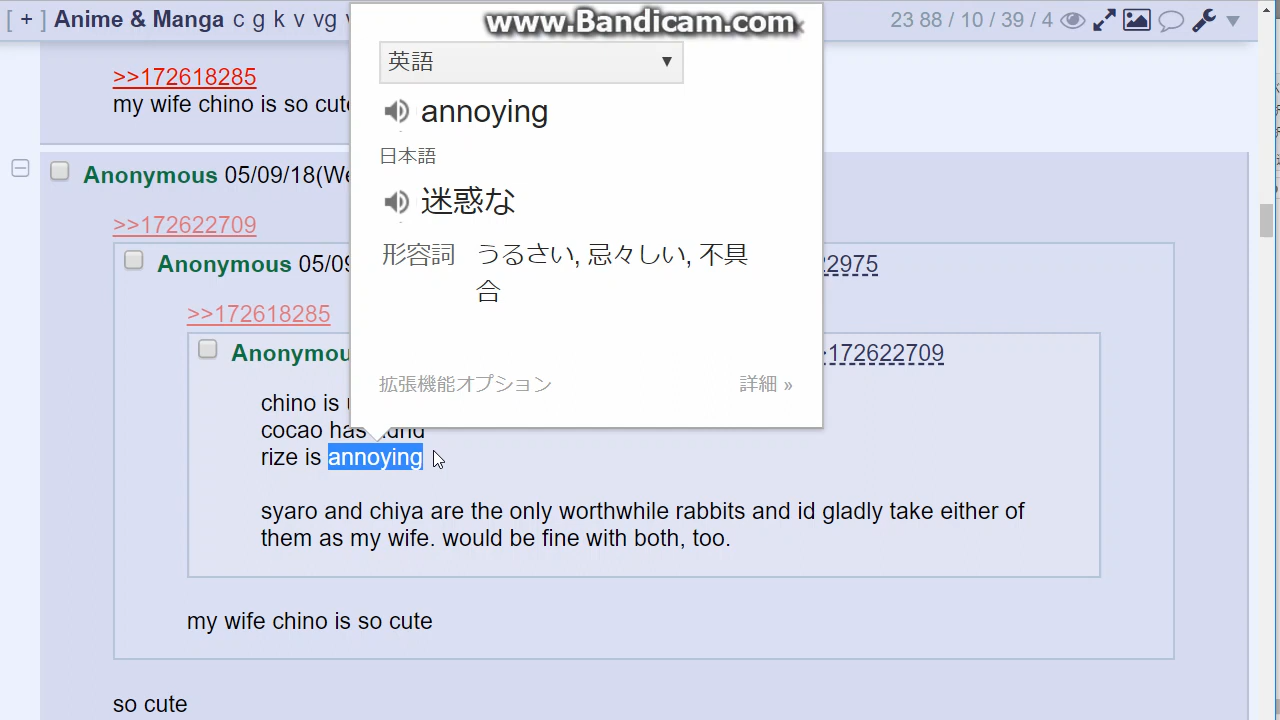 [ + ] Anime & Manga c g k v vg
www.Bandicam.com
23 88 / 10 / 39 / 4
>>172618285
my wife chino is so cute
英語
annoying
日本語
迷惑な
形容詞 うるさい, 忌々しい, 不具
合
拡張機能オプション 詳細 »
Anonymous 05/09/18(We
>>172622709
Anonymous 05/09 22975
>>172618285
Anonymou 172622709
chino is
cocao has
rize is annoying
syaro and chiya are the only worthwhile rabbits and id gladly take either of
them as my wife. would be fine with both, too.
my wife chino is so cute
so cute